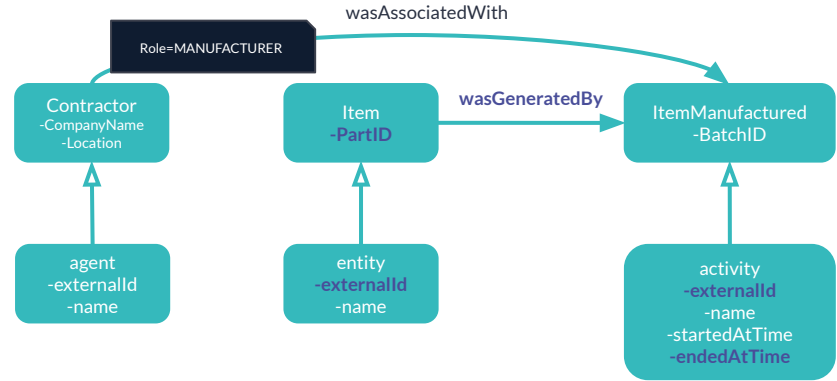 wasAssociatedWith
Role=MANUFACTURER
Contractor
-CompanyName
-Location
Item
-PartID
wasGeneratedBy
ItemManufactured
-BatchID
agent
-externalId
-name
entity
-externalId
-name
activity
-externalId
-name
-startedAtTime
-endedAtTime